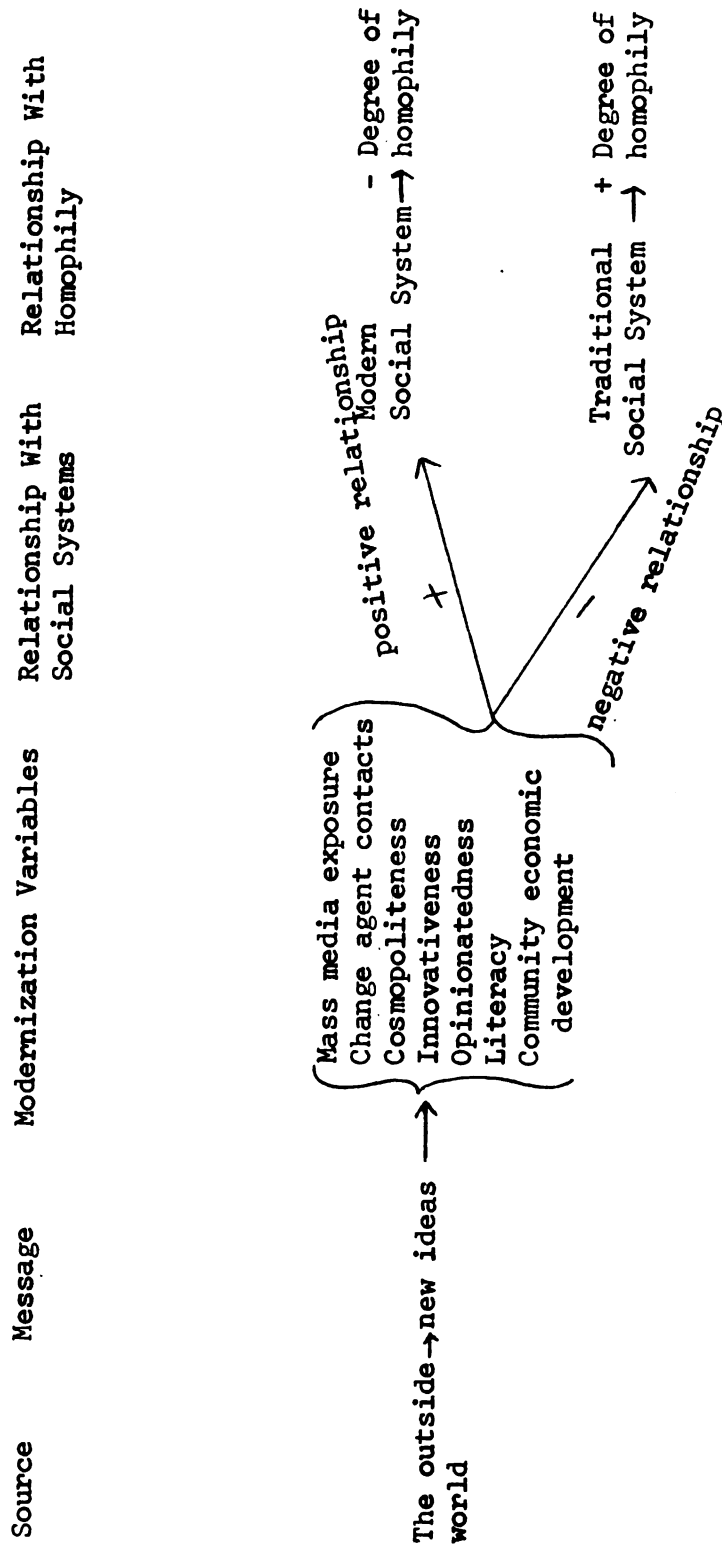 Source
Message
Modernization Variables
Relationship With
Social Systems
Relationship With
Homophily
The outside→new ideas →
world
Mass media exposure
Change agent contacts
Cosmopoliteness
Innovativeness
Opinionatedness
Literacy
Community economic
development
positive relationship
+
−
negative relationship
Modern − Degree of
Social System→ homophily
Traditional + Degree of
Social System → homophily